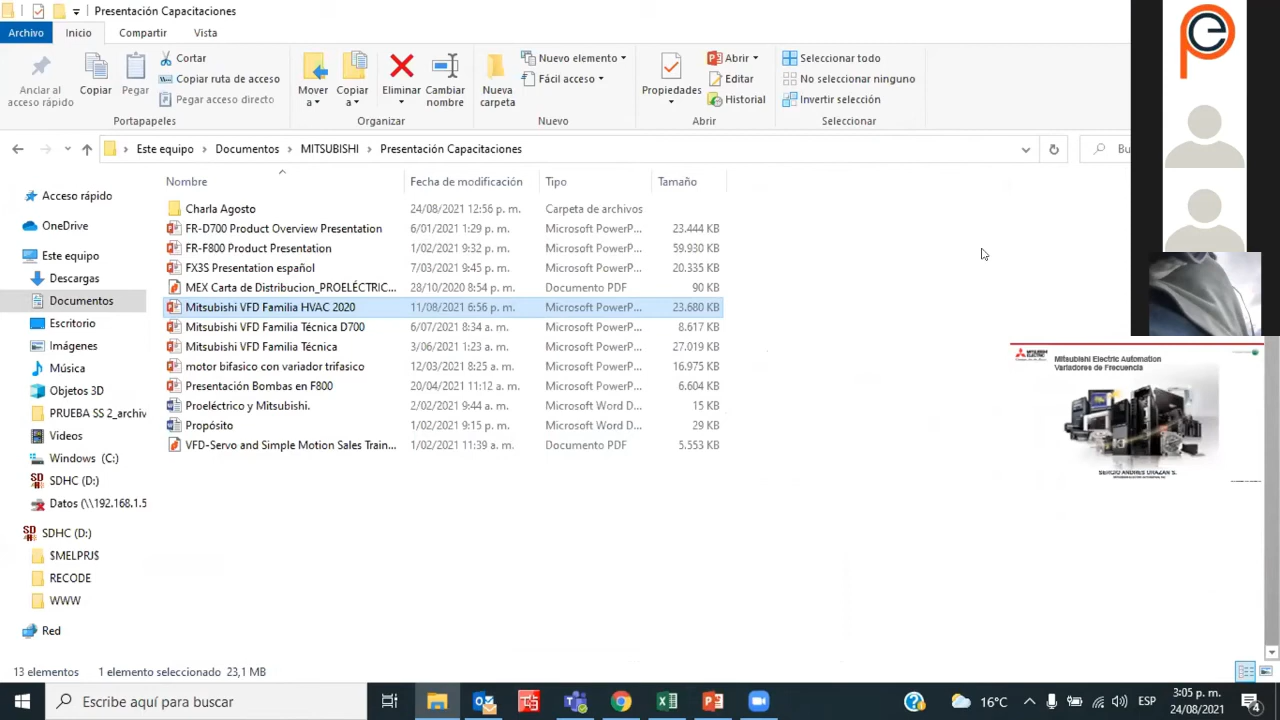 Presentación Capacitaciones
Archivo Inicio Compartir Vista
Anclar al acceso rápido
Copiar
Pegar
Cortar
Copiar ruta de acceso
Pegar acceso directo
Mover a
Copiar a
Eliminar
Cambiar nombre
Nueva carpeta
Nuevo elemento
Fácil acceso
Propiedades
Abrir
Editar
Historial
Seleccionar todo
No seleccionar ninguno
Invertir selección
Portapapeles Organizar Nuevo Abrir Seleccionar
Este equipo > Documentos > MITSUBISHI > Presentación Capacitaciones
Bu
Nombre Fecha de modificación Tipo Tamaño
Charla Agosto 24/08/2021 12:56 p. m. Carpeta de archivos
FR-D700 Product Overview Presentation 6/01/2021 1:29 p. m. Microsoft PowerP... 23.444 KB
FR-F800 Product Presentation 1/02/2021 9:32 p. m. Microsoft PowerP... 59.930 KB
FX3S Presentation español 7/03/2021 9:45 p. m. Microsoft PowerP... 20.335 KB
MEX Carta de Distribucion_PROELÉCTRIC... 28/10/2020 8:54 p. m. Documento PDF 90 KB
Mitsubishi VFD Familia HVAC 2020 11/08/2021 6:56 p. m. Microsoft PowerP... 23.680 KB
Mitsubishi VFD Familia Técnica D700 6/07/2021 8:34 a. m. Microsoft PowerP... 8.617 KB
Mitsubishi VFD Familia Técnica 3/06/2021 1:23 a. m. Microsoft PowerP... 27.019 KB
motor bifasico con variador trifasico 12/03/2021 8:25 a. m. Microsoft PowerP... 16.975 KB
Presentación Bombas en F800 20/04/2021 11:12 a. m. Microsoft PowerP... 6.604 KB
Proeléctrico y Mitsubishi. 2/02/2021 9:44 a. m. Microsoft Word D... 15 KB
Propósito 1/02/2021 9:15 p. m. Microsoft Word D... 29 KB
VFD-Servo and Simple Motion Sales Train... 1/02/2021 11:39 a. m. Documento PDF 5.553 KB
Acceso rápido
OneDrive
Este equipo
Descargas
Documentos
Escritorio
Imágenes
Música
Objetos 3D
PRUEBA SS 2_archiv
Videos
Windows (C:)
SDHC (D:)
Datos (\\192.168.1.5
SDHC (D:)
$MELPRJ$
RECODE
WWW
Red
Mitsubishi Electric Automation
Variadores de Frecuencia
SERGIO ANDRES URAZAN S.
13 elementos 1 elemento seleccionado 23,1 MB
Escribe aquí para buscar
16°C
ESP
3:05 p. m.
24/08/2021
4